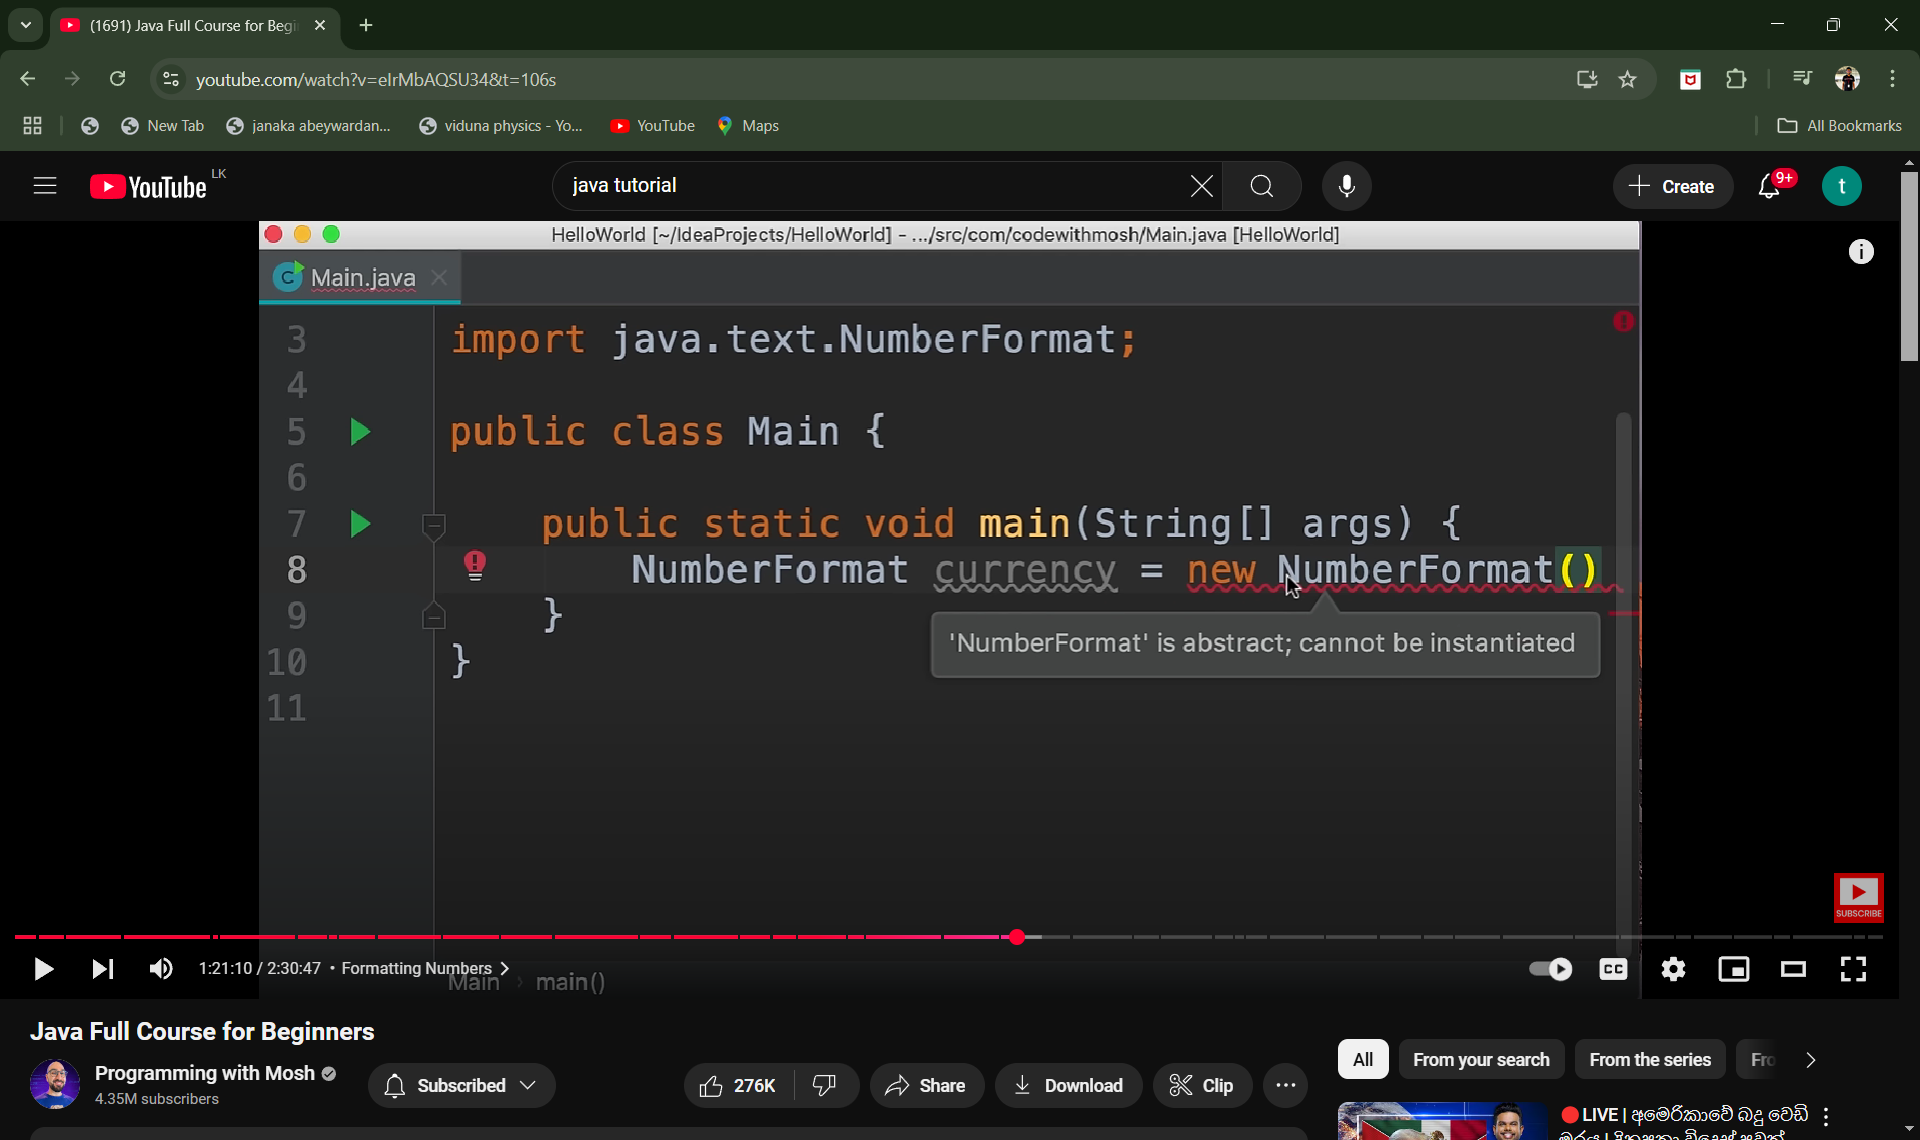 (1691) Java Full Course for Begi
youtube.com/watch?v=eIrMbAQSU34&t=106s
New Tab
janaka abeywardan...
viduna physics - Yo...
YouTube
Maps
All Bookmarks
YouTube LK
java tutorial
Create
9+
t
HelloWorld [~/IdeaProjects/HelloWorld] - .../src/com/codewithmosh/Main.java [HelloWorld]
C Main.java
3 import java.text.NumberFormat;
4
5 public class Main {
6
7 public static void main(String[] args) {
8 NumberFormat currency = new NumberFormat()
9 }
'NumberFormat' is abstract; cannot be instantiated
10 }
11
SUBSCRIBE
1:21:10 / 2:30:47 • Formatting Numbers
CC
Main main()
Java Full Course for Beginners
Programming with Mosh
4.35M subscribers
Subscribed
276K
Share
Download
Clip
All
From your search
From the series
Fro
LIVE | අමෙරිකාවේ බදු වෙඩි